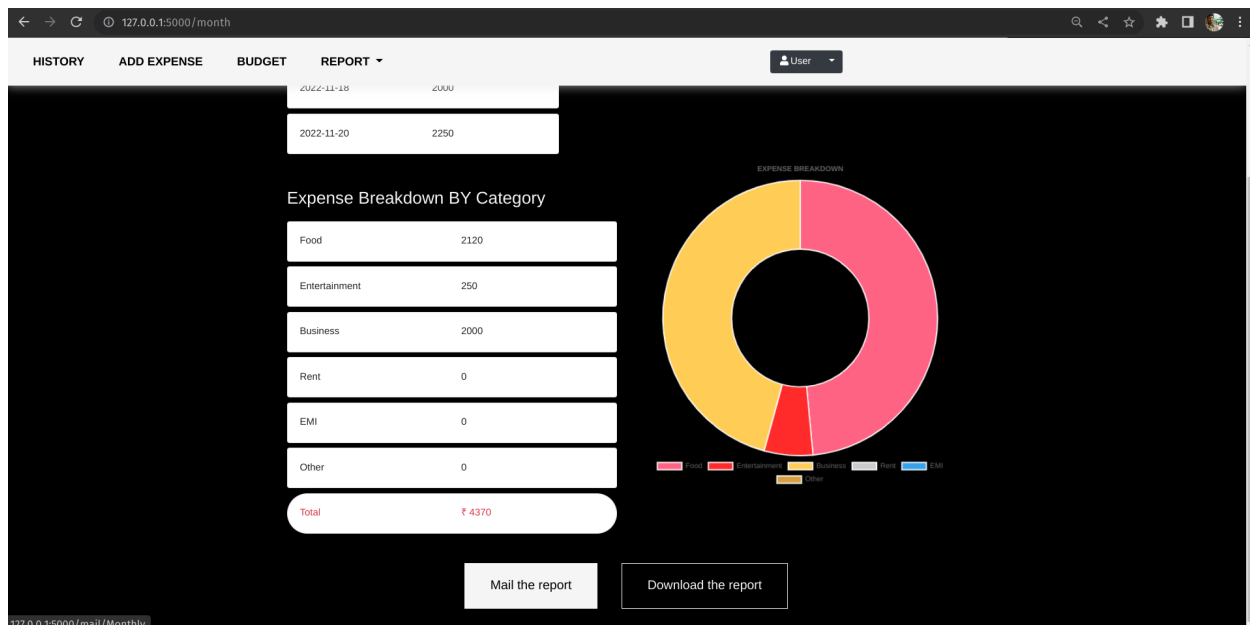 127.0.0.1:5000/month
HISTORY ADD EXPENSE BUDGET REPORT User
2022-11-18 2000
2022-11-20 2250
Expense Breakdown BY Category
Food 2120
Entertainment 250
Business 2000
Rent 0
EMI 0
Other 0
Total ₹ 4370
EXPENSE BREAKDOWN
Food Entertainment Business Rent EMI
Other
Mail the report Download the report
127.0.0.1:5000/mail/Monthly